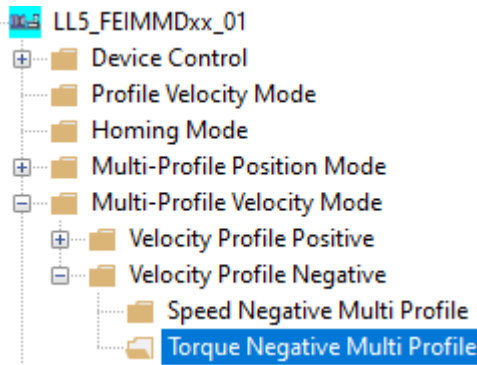 LL5_FEIMMDxx_01
Device Control
Profile Velocity Mode
Homing Mode
Multi-Profile Position Mode
Multi-Profile Velocity Mode
Velocity Profile Positive
Velocity Profile Negative
Speed Negative Multi Profile
Torque Negative Multi Profile